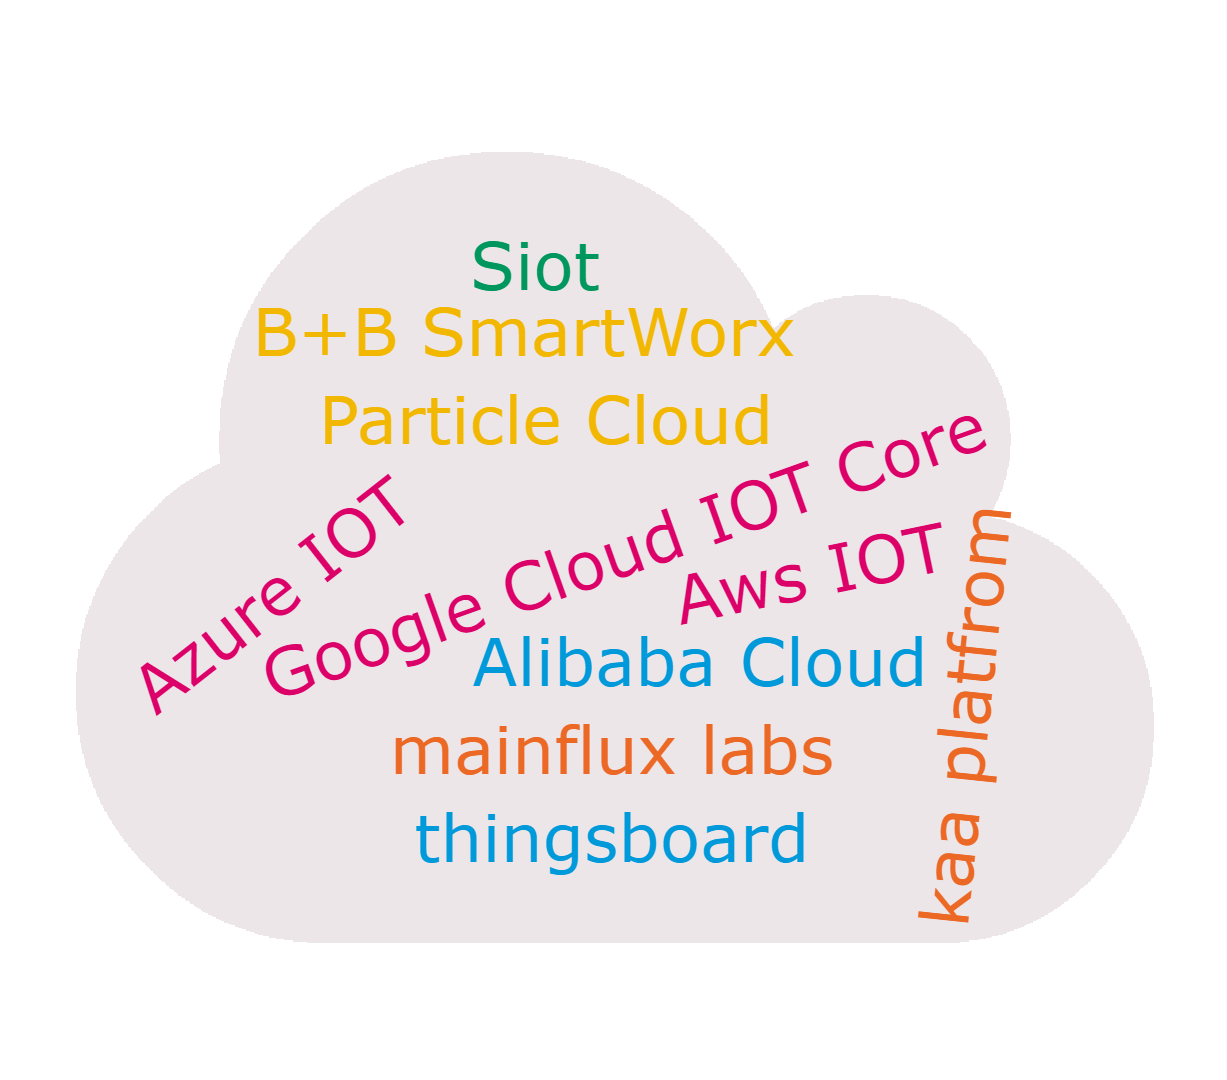 Siot
B+B SmartWorx
Particle Cloud
Azure IOT
Google Cloud IOT Core
Aws IOT
Alibaba Cloud
mainflux labs
thingsboard
kaa platfrom